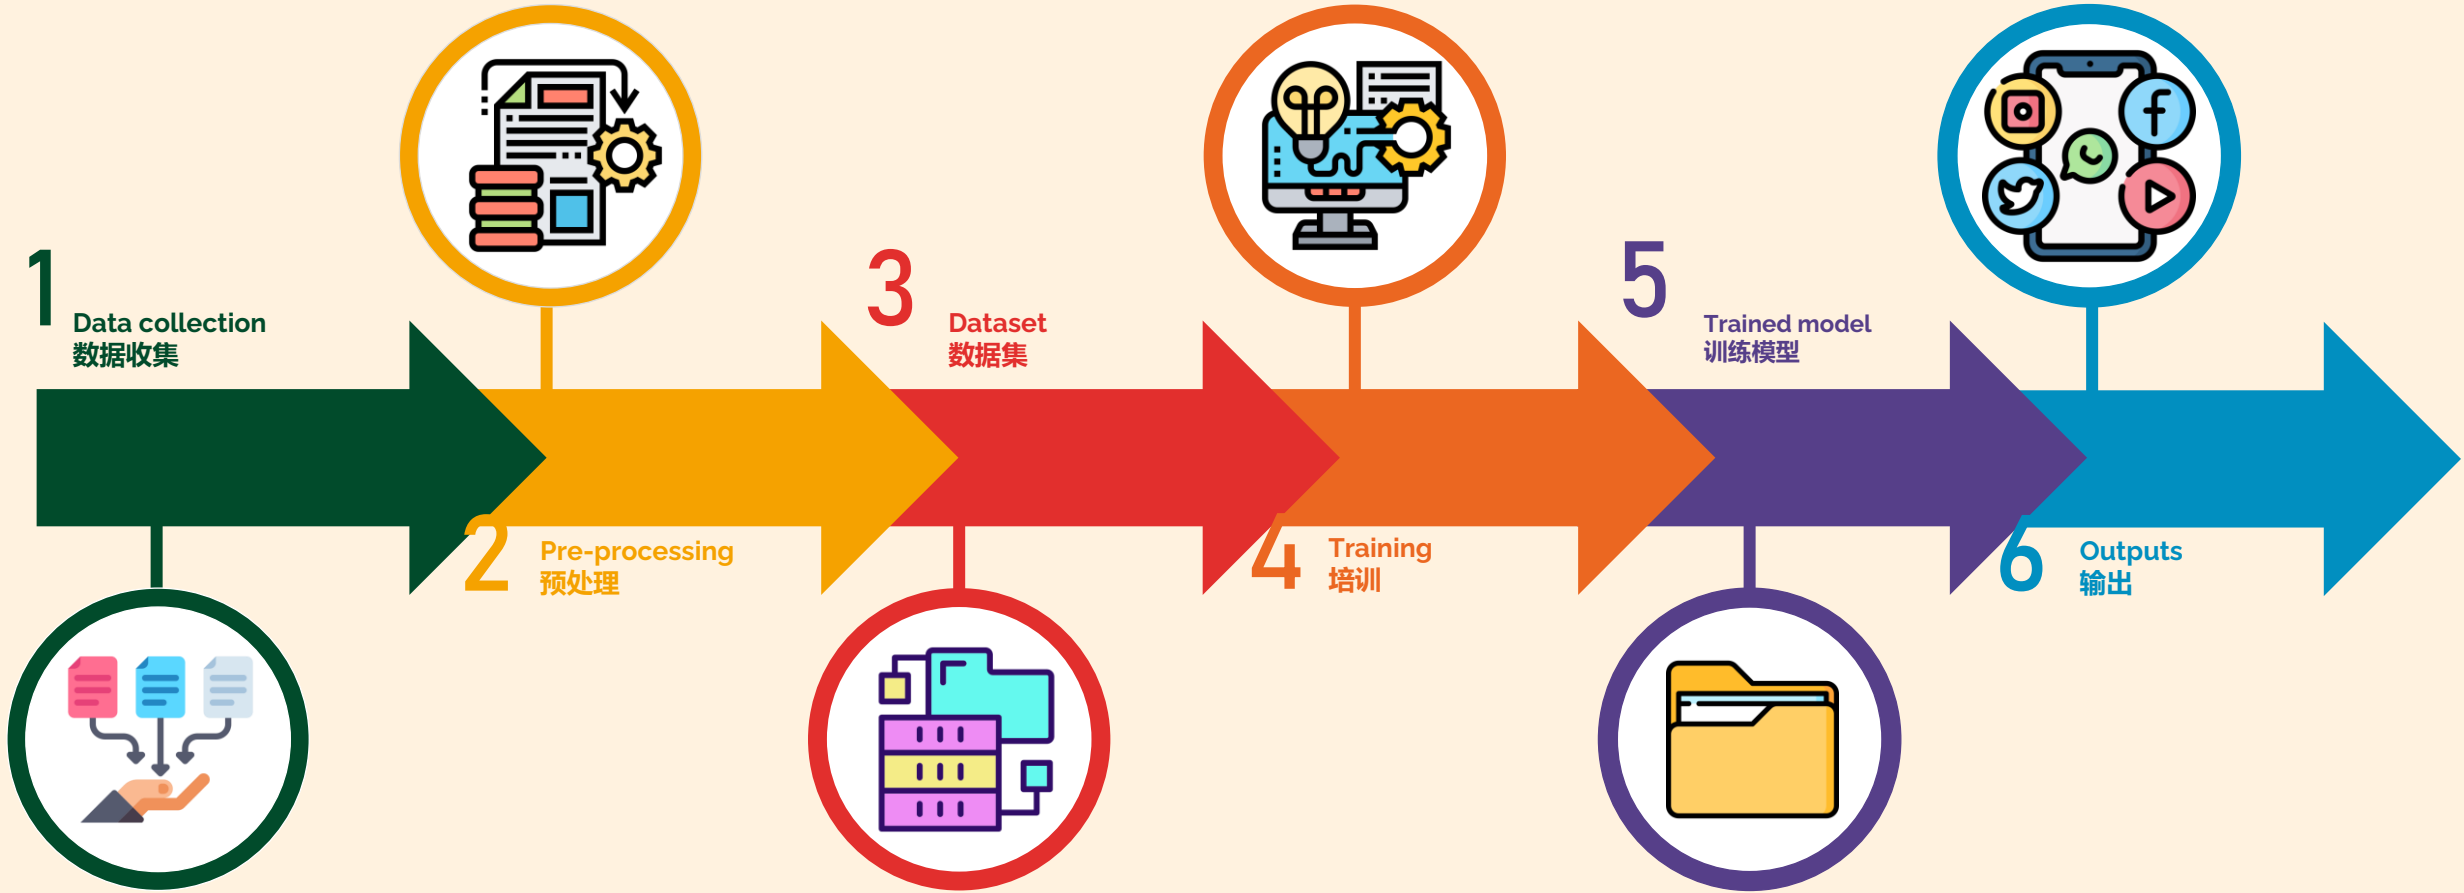 1
Data collection
数据收集
2
Pre-processing
预处理
3
Dataset
数据集
4
Training
培训
5
Trained model
训练模型
6
Outputs
输出